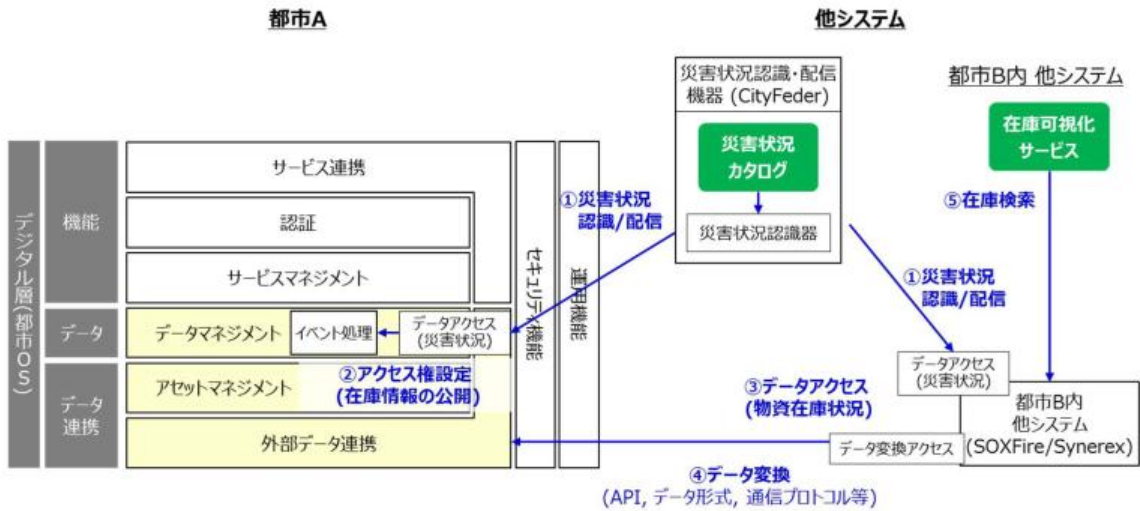 都市A
他システム
災害状況認識・配信
機器 (CityFeder)
災害状況
カタログ
災害状況認識器
都市B内 他システム
在庫可視化
サービス
⑤在庫検索
①災害状況
認識/配信
①災害状況
認識/配信
デジタル層(都市OS)
機能
データ
データ
連携
サービス連携
認証
サービスマネジメント
データマネジメント
イベント処理
データアクセス
(災害状況)
アセットマネジメント
②アクセス権設定
(在庫情報の公開)
外部データ連携
セキュリティ機能
運用機能
データアクセス
(災害状況)
③データアクセス
(物資在庫状況)
都市B内
他システム
(SOXFire/Synerex)
データ変換アクセス
④データ変換
(API, データ形式, 通信プロトコル等)